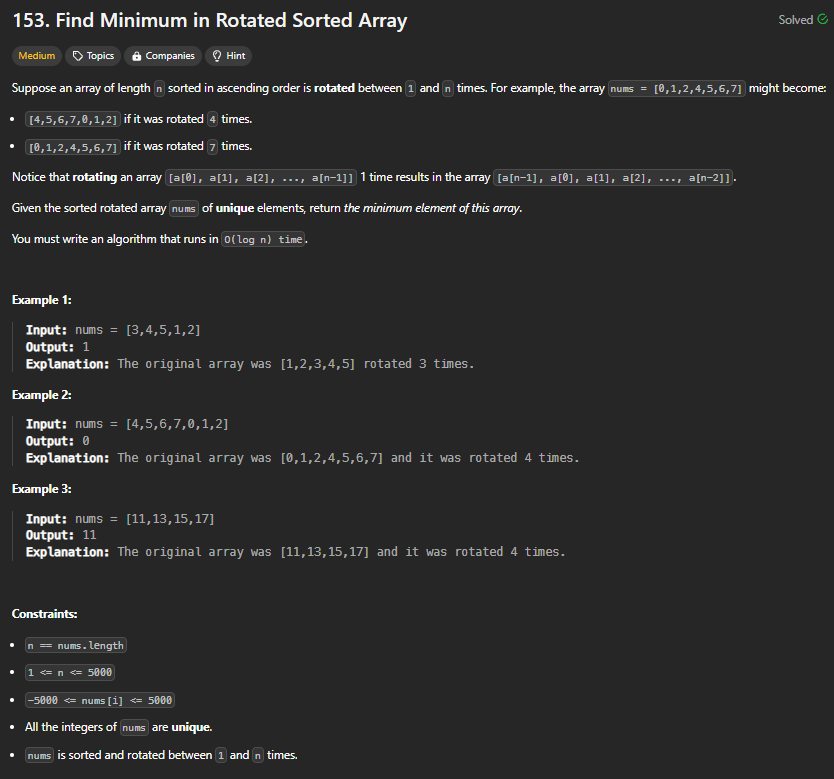 153. Find Minimum in Rotated Sorted Array
Solved
Medium Topics Companies Hint
Suppose an array of length n sorted in ascending order is rotated between 1 and n times. For example, the array nums = [0,1,2,4,5,6,7] might become:
• [4,5,6,7,0,1,2] if it was rotated 4 times.
• [0,1,2,4,5,6,7] if it was rotated 7 times.
Notice that rotating an array [a[0], a[1], a[2], ..., a[n-1]] 1 time results in the array [a[n-1], a[0], a[1], a[2], ..., a[n-2]].
Given the sorted rotated array nums of unique elements, return the minimum element of this array.
You must write an algorithm that runs in O(log n) time.
Example 1:
Input: nums = [3,4,5,1,2]
Output: 1
Explanation: The original array was [1,2,3,4,5] rotated 3 times.
Example 2:
Input: nums = [4,5,6,7,0,1,2]
Output: 0
Explanation: The original array was [0,1,2,4,5,6,7] and it was rotated 4 times.
Example 3:
Input: nums = [11,13,15,17]
Output: 11
Explanation: The original array was [11,13,15,17] and it was rotated 4 times.
Constraints:
• n == nums.length
• 1 <= n <= 5000
• -5000 <= nums[i] <= 5000
• All the integers of nums are unique.
• nums is sorted and rotated between 1 and n times.